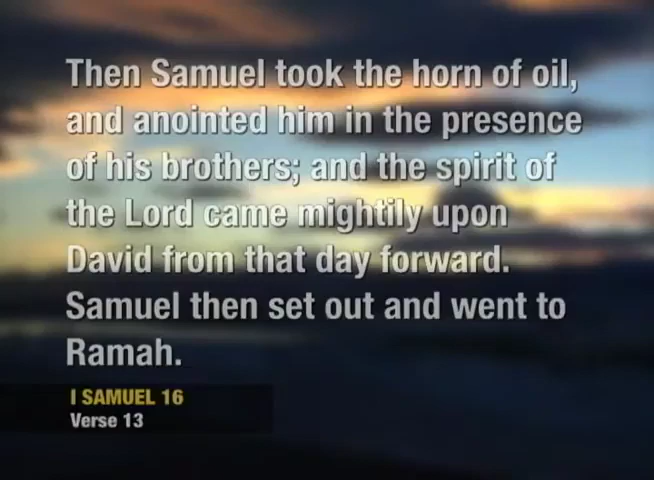 Then Samuel took the horn of oil,
and anointed him in the presence
of his brothers; and the spirit of
the Lord came mightily upon
David from that day forward.
Samuel then set out and went to
Ramah.
I SAMUEL 16
Verse 13